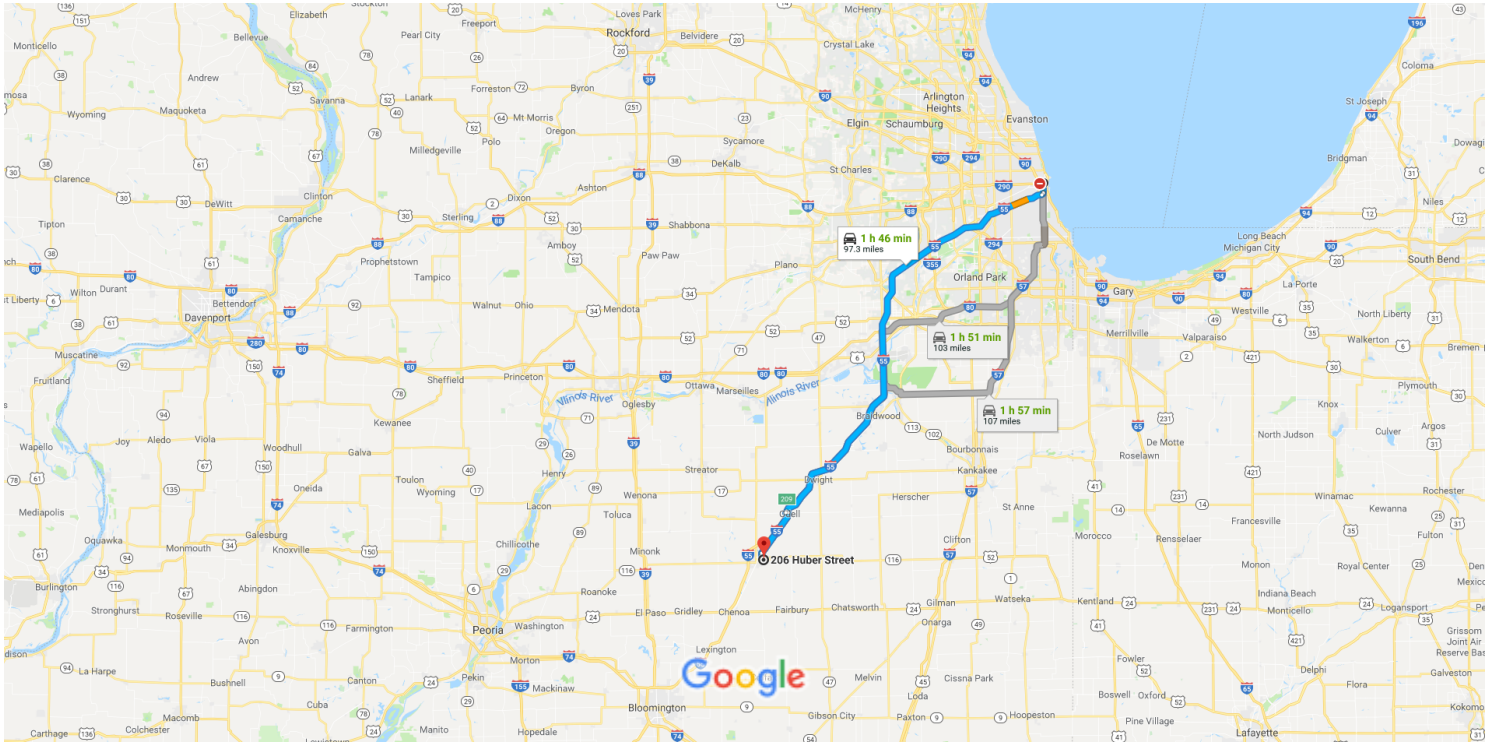 Elizabeth
Stockton
Freeport
Loves Park
McHenry
Rockford
Belvidere
Crystal Lake
Monticello
Bellevue
Pearl City
Coloma
Andrew
Savanna
Lanark
Forreston
Byron
Arlington
Heights
St Joseph
Maquoketa
Wyoming
Mt Morris
Oregon
Elgin
Schaumburg
Evanston
Milledgeville
Polo
Sycamore
DeKalb
St Charles
Bridgman
Clarence
DeWitt
Clinton
Camanche
Sterling
Dixon
Ashton
Niles
Tipton
Shabbona
1 h 46 min
97.3 miles
Long Beach
Michigan City
Prophetstown
Amboy
Paw Paw
Plano
Orland Park
South Bend
Tampico
Wilton
Durant
Bettendorf
Davenport
Walnut
Ohio
Mendota
Gary
La Porte
Westville
1 h 51 min
103 miles
Merrillville
Valparaiso
North Liberty
Walkerton
Bremen
Muscatine
Fruitland
Sheffield
Princeton
Ottawa
Marseilles
Illinois River
Illinois River
Oglesby
Plymouth
1 h 57 min
107 miles
Braidwood
Kewanee
Knox
Culver
Argos
Wapello
Joy
Aledo
Viola
Woodhull
Galva
Bourbonnais
Kankakee
De Motte
Roselawn
North Judson
Henry
Streator
Dwight
Toulon
Wyoming
Wenona
Herscher
St Anne
Winamac
Rochester
Oneida
Mediapolis
Lacon
Toluca
Odell
Francesville
Kewanna
Fulton
Galesburg
Knoxville
Oquawka
Monmouth
Chillicothe
Minonk
206 Huber Street
Clifton
Morocco
Rensselaer
Monon
Royal Center
Burlington
Stronghurst
Roseville
Abingdon
Roanoke
El Paso
Gridley
Chenoa
Fairbury
Chatsworth
Gilman
Onarga
Watseka
Kentland
Indiana Beach
Monticello
Logansport
Avon
Farmington
Peoria
Washington
Morton
Lexington
Grissom
Joint Air
Reserve Bas
La Harpe
Bushnell
Canton
Pekin
Mackinaw
Google
Melvin
Cissna Park
Loda
Fowler
Delphi
Flora
Galveston
Boswell
Oxford
Cuba
Macomb
Colchester
Carthage
Manito
Hopedale
Bloomington
Gibson City
Paxton
Hoopeston
Pine Village
Lafayette
Kokomo